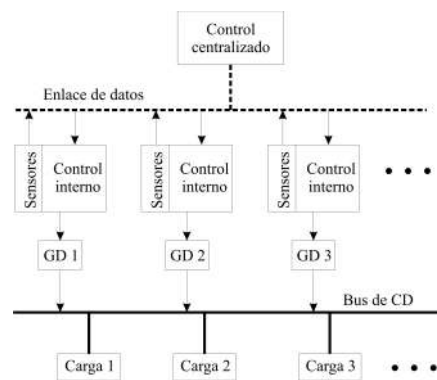 Control
centralizado
Enlace de datos
Sensores
Control
interno
Sensores
Control
interno
Sensores
Control
interno
GD 1
GD 2
GD 3
Bus de CD
Carga 1
Carga 2
Carga 3